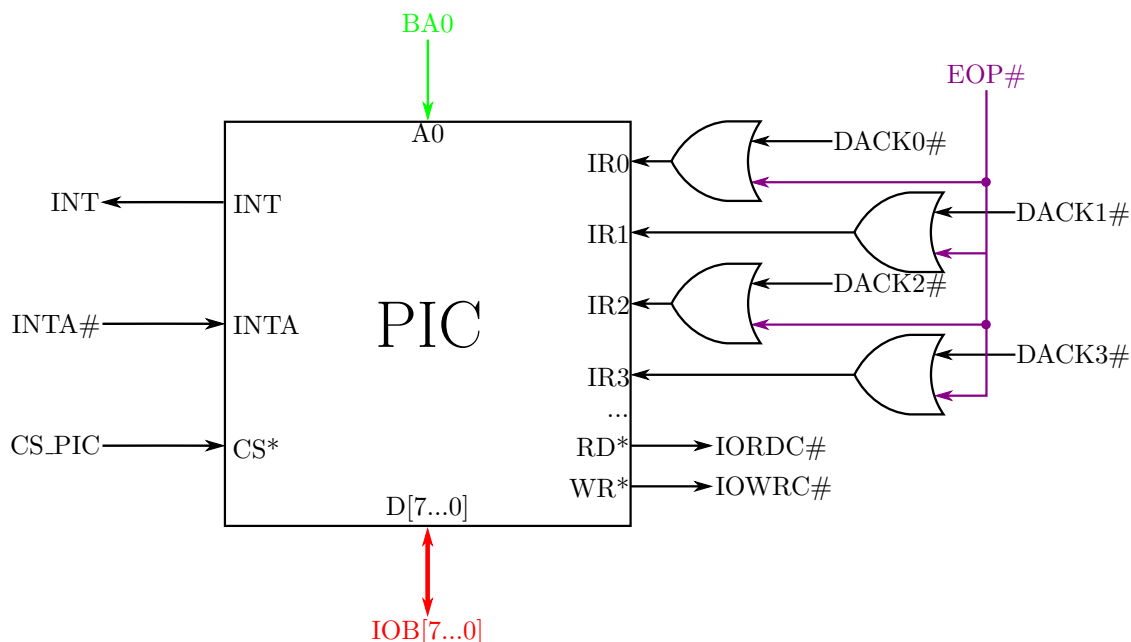 BA0
EOP#
A0
DACK0#
IR0
INT
INT
DACK1#
IR1
DACK2#
IR2
INTA#
INTA
PIC
DACK3#
IR3
...
CS_PIC
CS*
RD*
IORDC#
WR*
IOWRC#
D[7...0]
IOB[7...0]